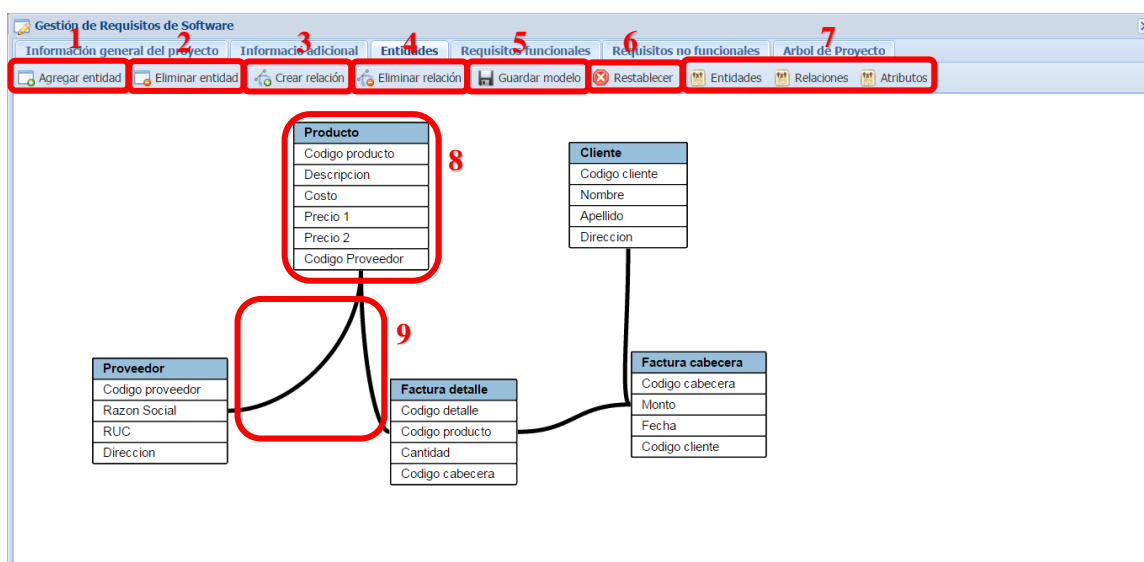 Gestión de Requisitos de Software
1 2 3 4 5 6 7
Información general del proyecto Informació adicional Entidades Requisitos funcionales Requisitos no funcionales Arbol de Proyecto
Agregar entidad Eliminar entidad Crear relación Eliminar relación Guardar modelo Restablecer Entidades Relaciones Atributos
Producto
Codigo producto
Descripcion
Costo
Precio 1
Precio 2
Codigo Proveedor
8
Cliente
Codigo cliente
Nombre
Apellido
Direccion
9
Proveedor
Codigo proveedor
Razon Social
RUC
Direccion
Factura detalle
Codigo detalle
Codigo producto
Cantidad
Codigo cabecera
Factura cabecera
Codigo cabecera
Monto
Fecha
Codigo cliente